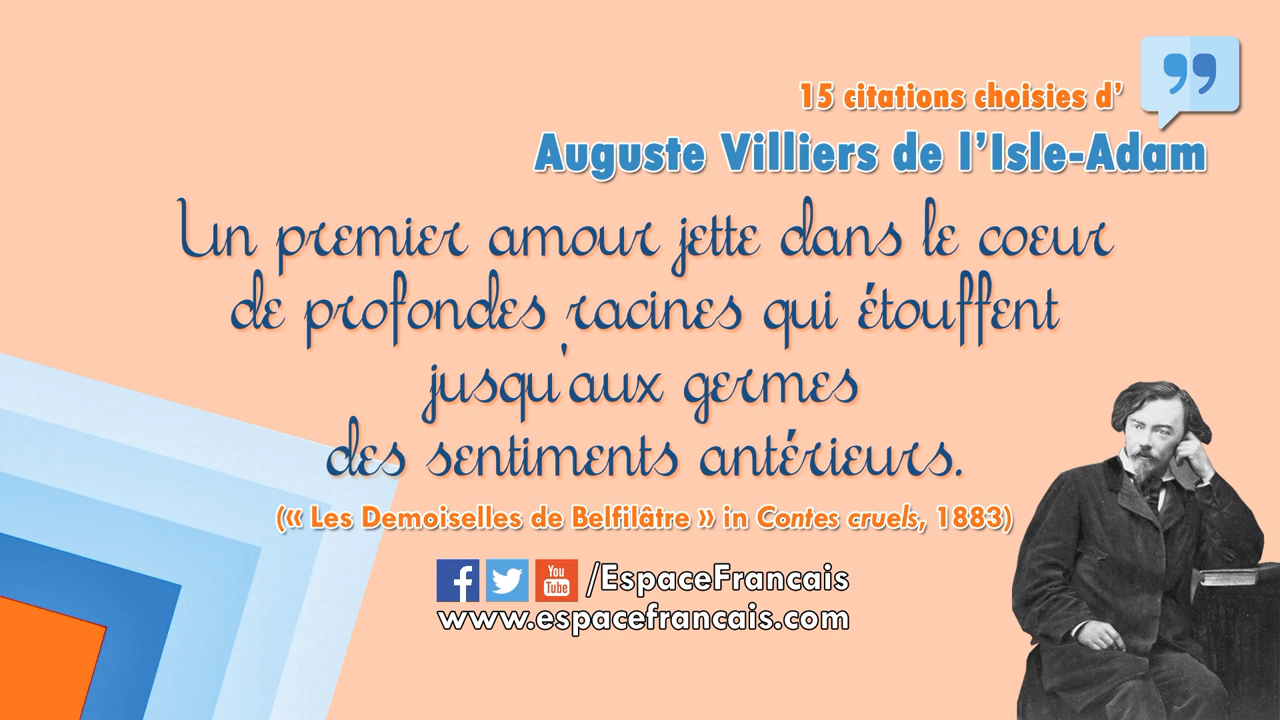 15 citations choisies d’
Auguste Villiers de l’Isle-Adam
Un premier amour jette dans le coeur
de profondes racines qui étouffent
jusqu'aux germes
des sentiments antérieurs.
(« Les Demoiselles de Belfilâtre » in Contes cruels, 1883)
You Tube /EspaceFrancais
www.espacefrancais.com